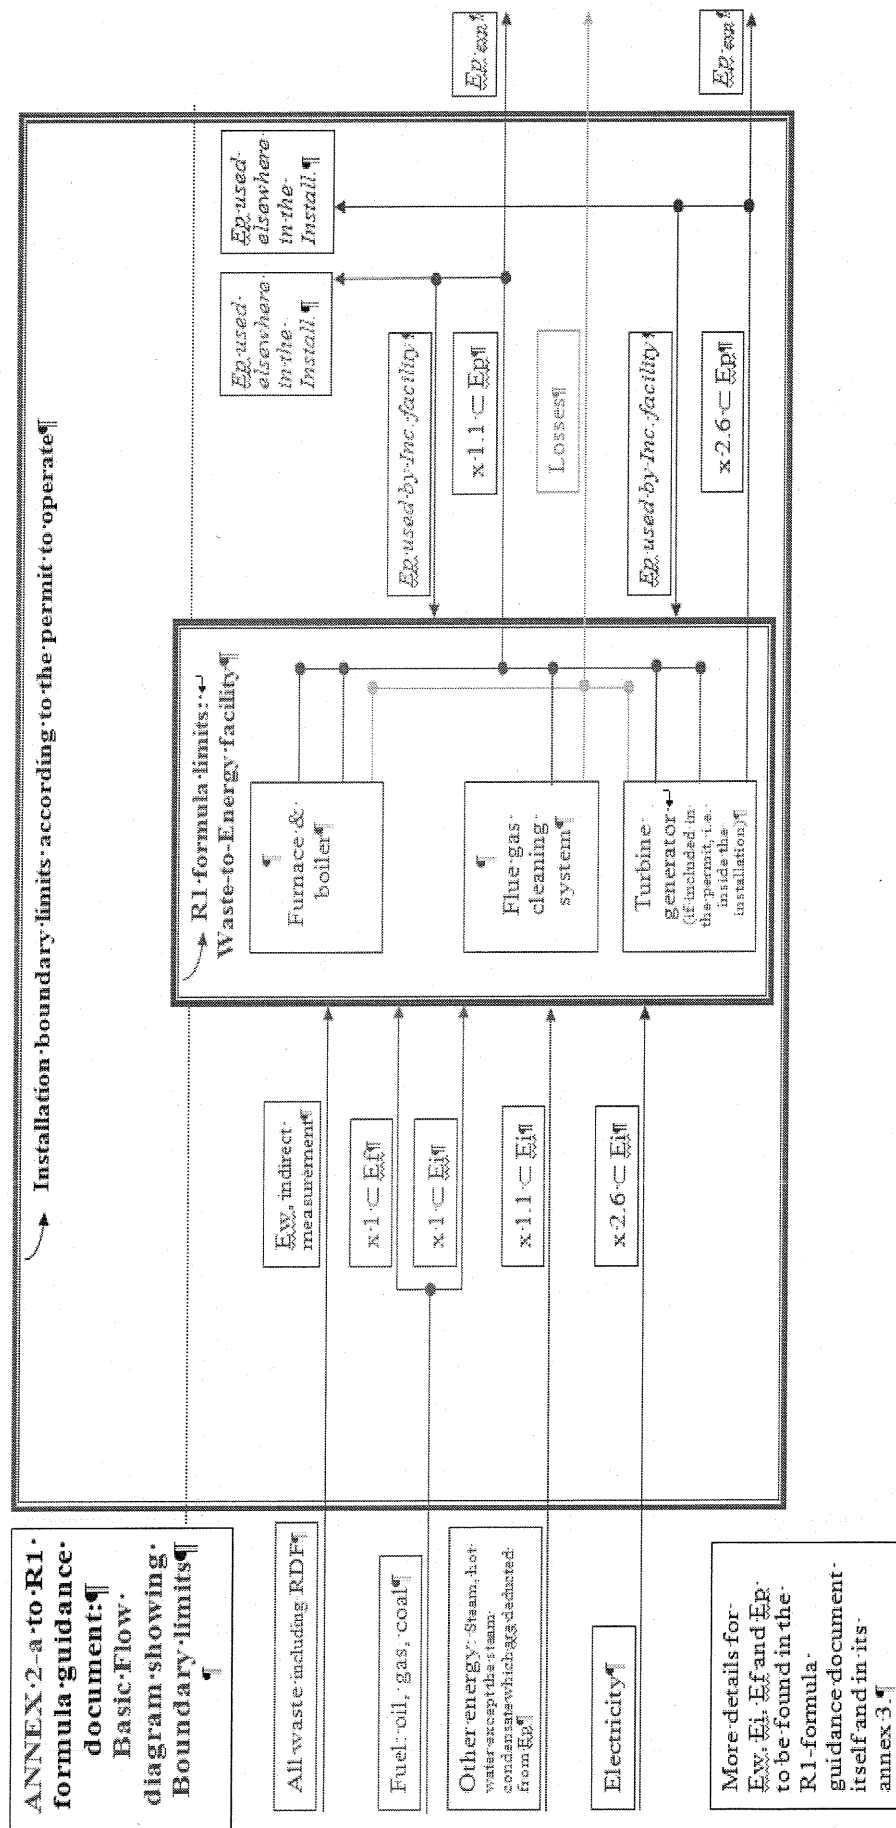 ANNEX·2-a·to·R1·
formula·guidance·
document:¶
Basic·Flow·
diagram·showing·
Boundary·limits¶
¶
Installation·boundary·limits·according·to·the·permit·to·operate¶
R1·formula·limits:·↵
Waste-to-Energy·facility¶
All·waste·including·RDF¶
Fuel:·oil,·gas,·coal¶
Other·energy:·Steam,·hot·
water·except·the·steam·
condensate·which·are·deducted·
from·Ep¶
Electricity¶
More·details·for·
Ew,·Ei,·Ef·and·Ep·
to·be·found·in·the·
R1-formula·
guidance·document·
itself·and·in·its·
annex·3.¶
Ew,·indirect·
measurement¶
x·1·⊂·Ef¶
x·1·⊂·Ei¶
x·1.1·⊂·Ei¶
x·2.6·⊂·Ei¶
¶
Furnace·&·
boiler¶
¶
Flue·gas·
cleaning·
system¶
Turbine·
generator·↵
(if·included·in·
the·permit,·i.e.·
inside·the·
installation)¶
Ep·used·
elsewhere·
in·the·
Install.¶
Ep·used·
elsewhere·
in·the·
Install.¶
Ep·used·by·Inc.·facility¶
x·1.1·⊂·Ep¶
Losses¶
Ep·used·by·Inc.·facility¶
x·2.6·⊂·Ep¶
Ep·exp¶
Ep·exp¶